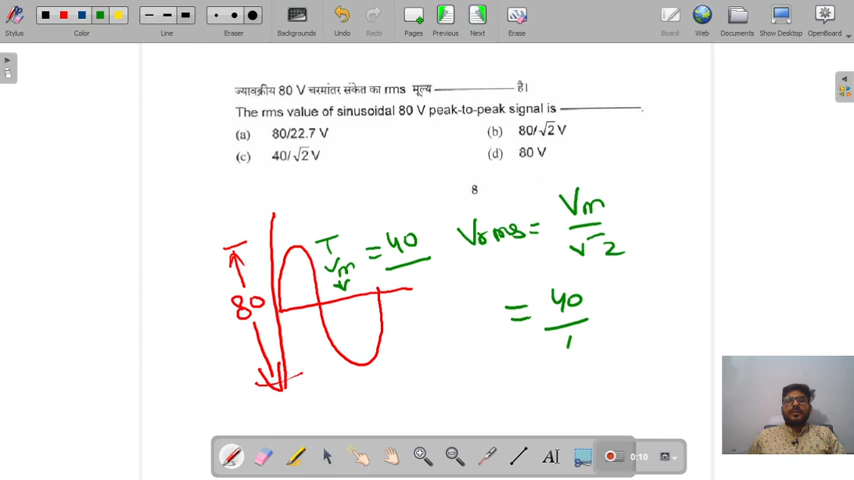 Stylus Color Line Eraser Backgrounds Undo Redo Pages Previous Next Erase Board Web Documents Show Desktop OpenBoard
ज्यावक्रीय 80 V चरमांतर संकेत का rms मूल्य ———————— है।
The rms value of sinusoidal 80 V peak-to-peak signal is ————————.
(a) 80/22.7 V (b) 80/√2 V
(c) 40/√2 V (d) 80 V
8
80
Vm = 40
Vrms = Vm/√2
= 40/
0:10